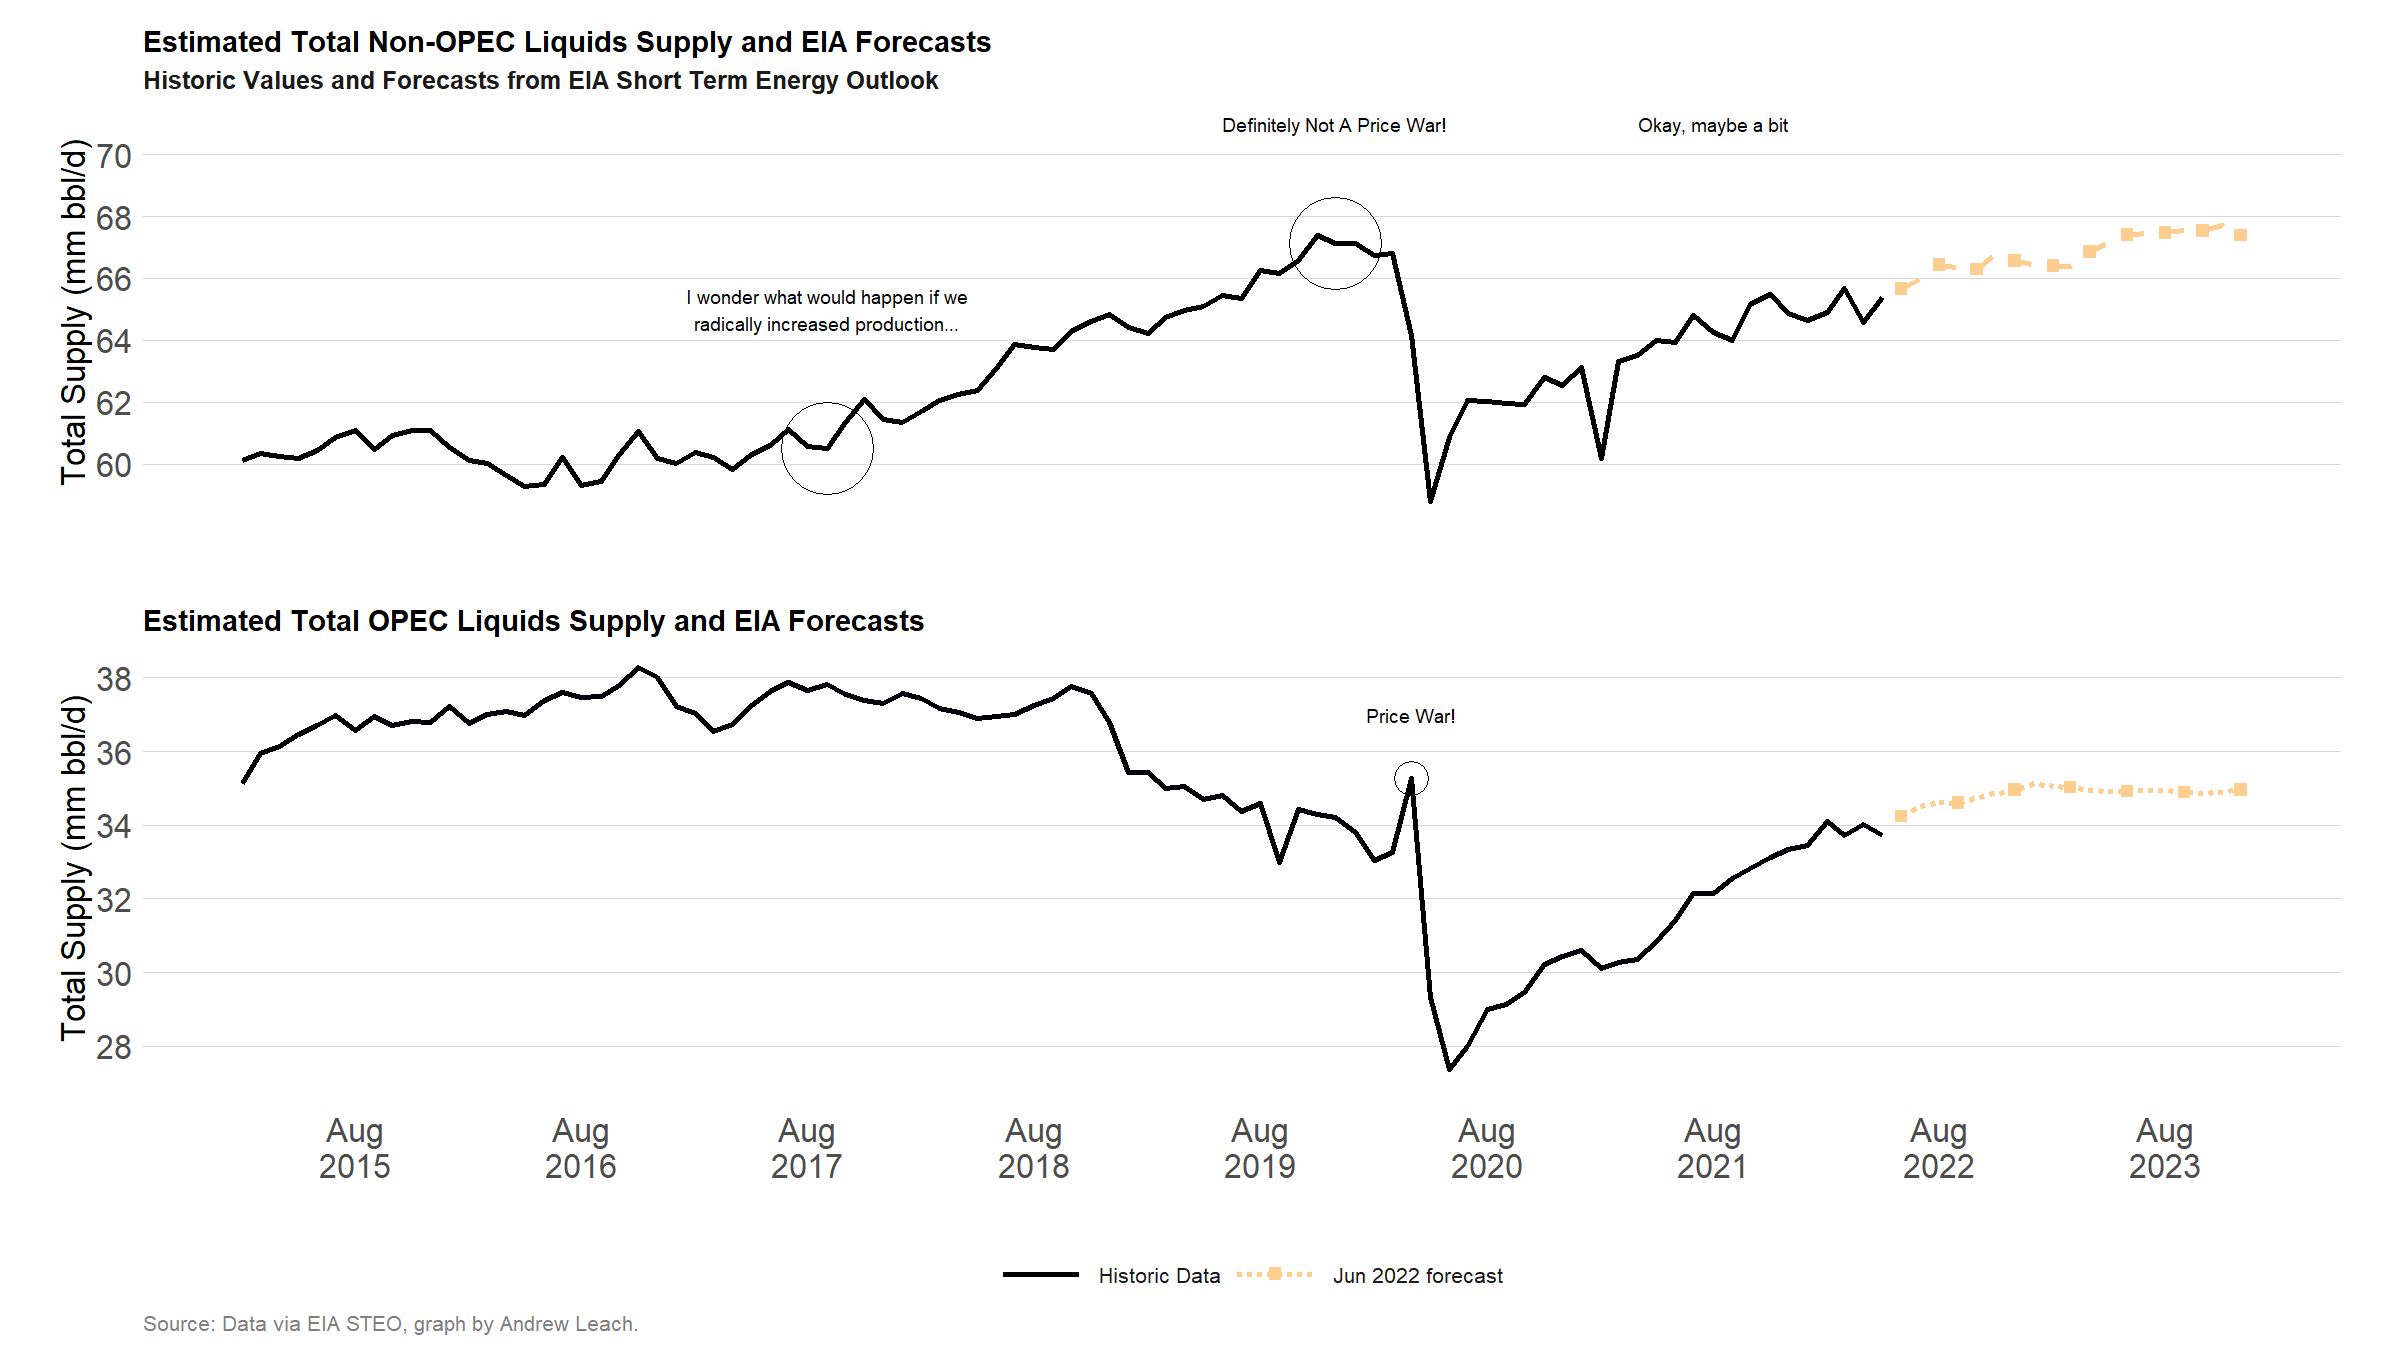 Estimated Total Non-OPEC Liquids Supply and EIA Forecasts
Historic Values and Forecasts from EIA Short Term Energy Outlook
Definitely Not A Price War!
Okay, maybe a bit
I wonder what would happen if we
radically increased production...
Total Supply (mm bbl/d)
70
68
66
64
62
60
Estimated Total OPEC Liquids Supply and EIA Forecasts
Price War!
Total Supply (mm bbl/d)
38
36
34
32
30
28
Aug
2015
Aug
2016
Aug
2017
Aug
2018
Aug
2019
Aug
2020
Aug
2021
Aug
2022
Aug
2023
Historic Data
Jun 2022 forecast
Source: Data via EIA STEO, graph by Andrew Leach.